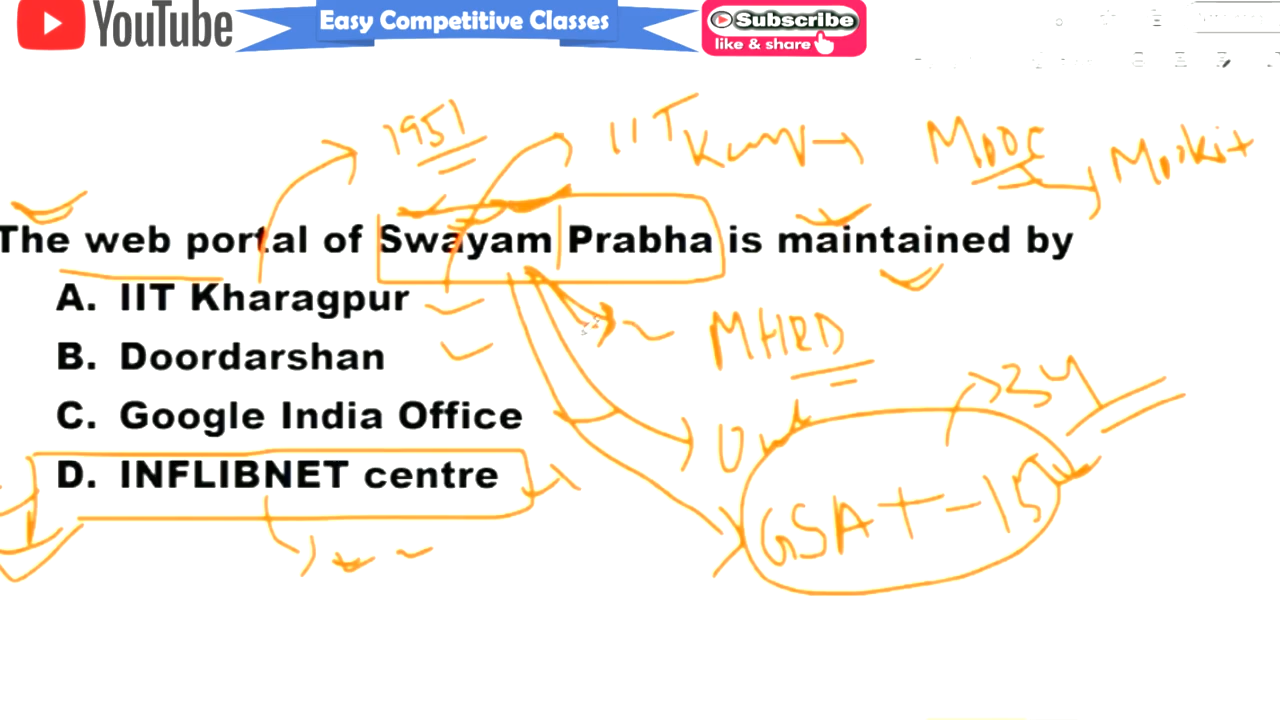 YouTube Easy Competitive Classes Subscribe
like & share
1951 IIT MOOC
The web portal of Swayam Prabha is maintained by
A. IIT Kharagpur
MHRD
B. Doordarshan
34
C. Google India Office
D. INFLIBNET centre
GSAT-15